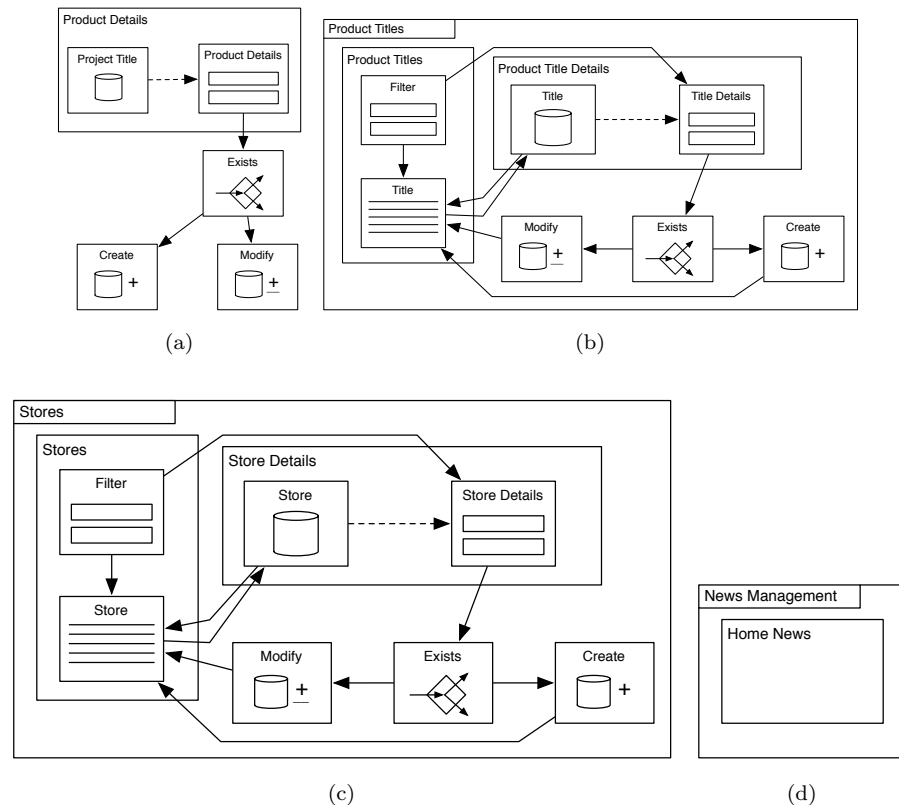 Product Details
Project Title
Product Details
Exists
Create
+
Modify
+
(a)
Product Titles
Product Titles
Filter
Title
Product Title Details
Title
Title Details
Modify
+
Exists
Create
+
(b)
Stores
Stores
Filter
Store
Store Details
Store
Store Details
Modify
+
Exists
Create
+
(c)
News Management
Home News
(d)